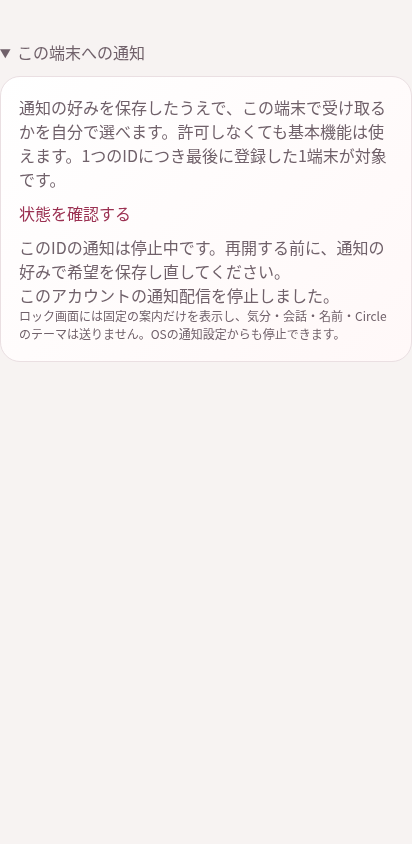 ▼ この端末への通知
通知の好みを保存したうえで、この端末で受け取る
かを自分で選べます。許可しなくても基本機能は使
えます。1つのIDにつき最後に登録した1端末が対象
です。
状態を確認する
このIDの通知は停止中です。再開する前に、通知の
好みで希望を保存し直してください。
このアカウントの通知配信を停止しました。
ロック画面には固定の案内だけを表示し、気分・会話・名前・Circle
のテーマは送りません。OSの通知設定からも停止できます。